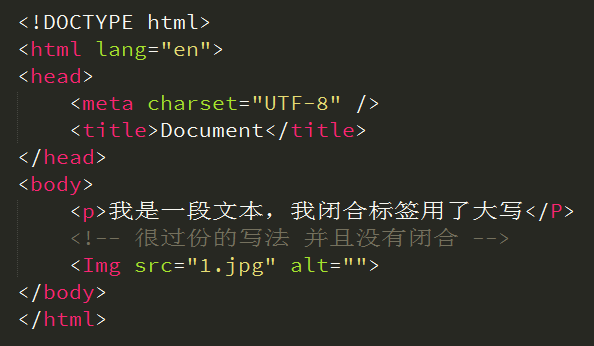 <!DOCTYPE html>
<html lang="en">
<head>
    <meta charset="UTF-8" />
    <title>Document</title>
</head>
<body>
    <p>我是一段文本，我闭合标签用了大写</P>
    <!-- 很过份的写法 并且没有闭合 -->
    <Img src="1.jpg" alt="">
</body>
</html>